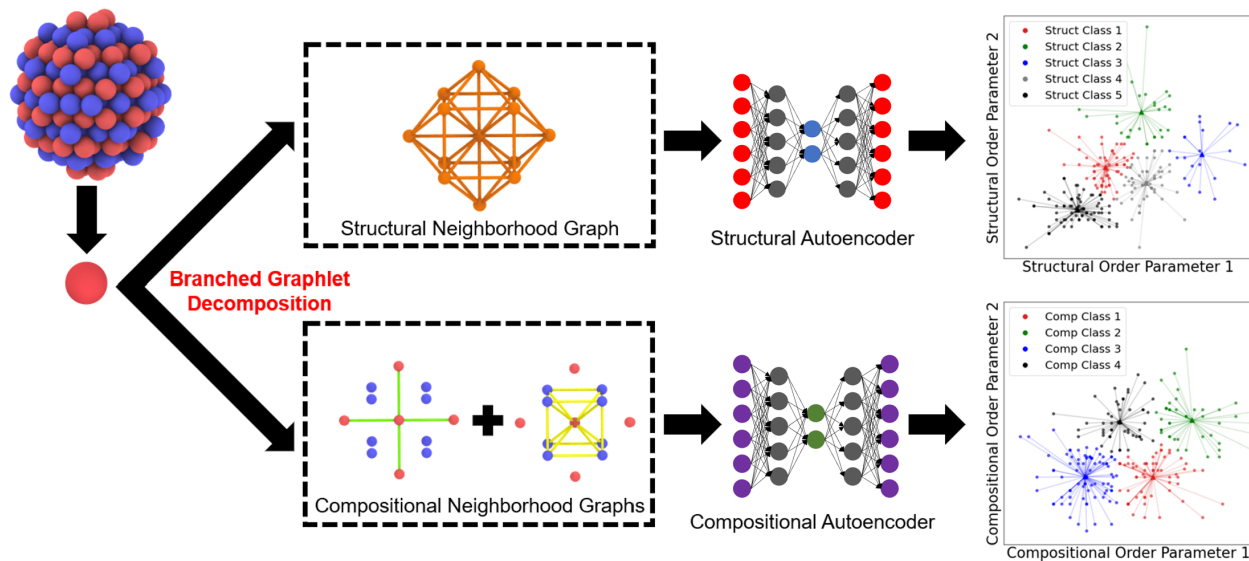 Branched Graphlet
Decomposition
Structural Neighborhood Graph
Structural Autoencoder
Structural Order Parameter 2
Struct Class 1
Struct Class 2
Struct Class 3
Struct Class 4
Struct Class 5
Structural Order Parameter 1
Compositional Neighborhood Graphs
Compositional Autoencoder
Compositional Order Parameter 2
Comp Class 1
Comp Class 2
Comp Class 3
Comp Class 4
Compositional Order Parameter 1